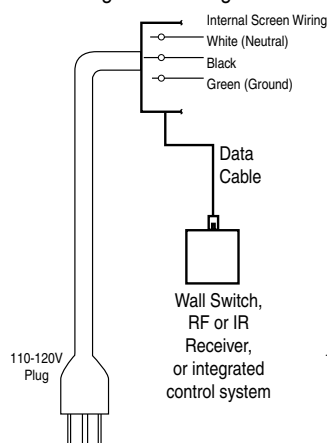 Internal Screen Wiring
White (Neutral)
Black
Green (Ground)
Data
Cable
Wall Switch,
RF or IR
Receiver,
or integrated
control system
110-120V
Plug